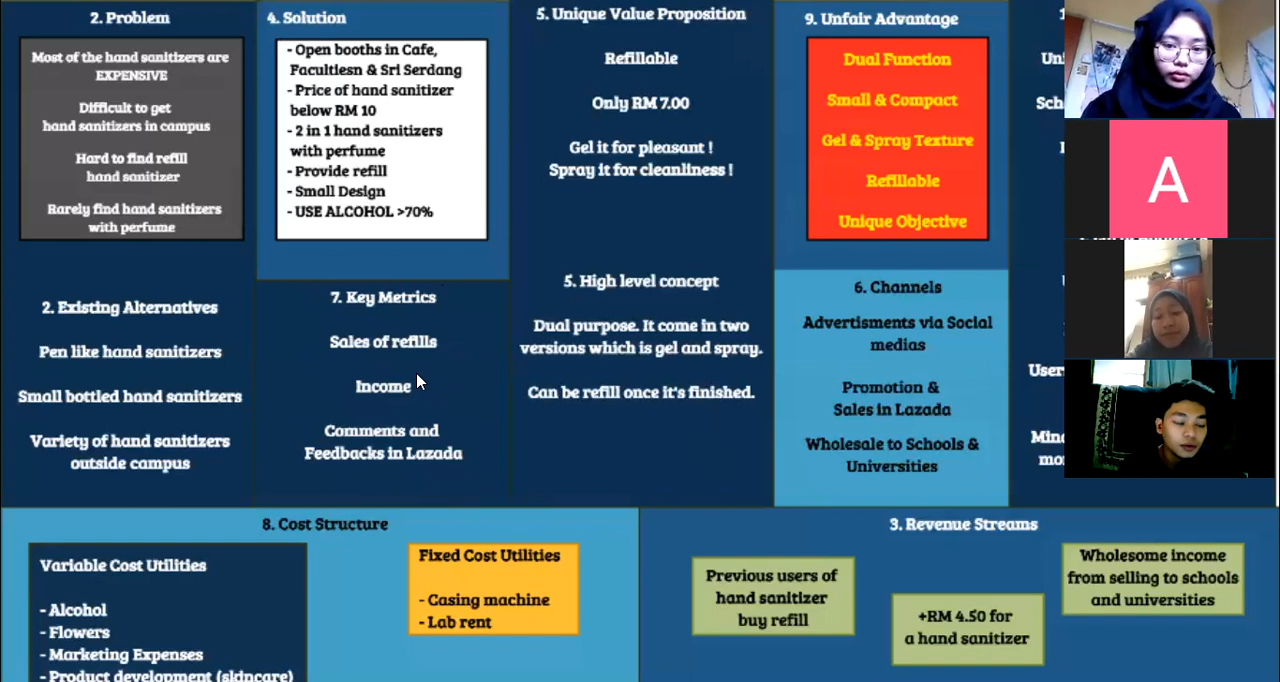 2. Problem
Most of the hand sanitizers are
EXPENSIVE
Difficult to get
hand sanitizers in campus
Hard to find refill
hand sanitizer
Rarely find hand sanitizers
with perfume
2. Existing Alternatives
Pen like hand sanitizers
Small bottled hand sanitizers
Variety of hand sanitizers
outside campus
4. Solution
- Open booths in Cafe,
Facultiesn & Sri Serdang
- Price of hand sanitizer
below RM 10
- 2 in 1 hand sanitizers
with perfume
- Provide refill
- Small Design
- USE ALCOHOL >70%
7. Key Metrics
Sales of refills
Income
Comments and
Feedbacks in Lazada
5. Unique Value Proposition
Refillable
Only RM 7.00
Gel it for pleasant !
Spray it for cleanliness !
5. High level concept
Dual purpose. It come in two
versions which is gel and spray.
Can be refill once it's finished.
9. Unfair Advantage
Dual Function
Small & Compact
Gel & Spray Texture
Refillable
Unique Objective
6. Channels
Advertisments via Social
medias
Promotion &
Sales in Lazada
Wholesale to Schools &
Universities
A
8. Cost Structure
Variable Cost Utilities
- Alcohol
- Flowers
- Marketing Expenses
- Product development (skincare)
Fixed Cost Utilities
- Casing machine
- Lab rent
3. Revenue Streams
Previous users of
hand sanitizer
buy refill
+RM 4.50 for
a hand sanitizer
Wholesome income
from selling to schools
and universities